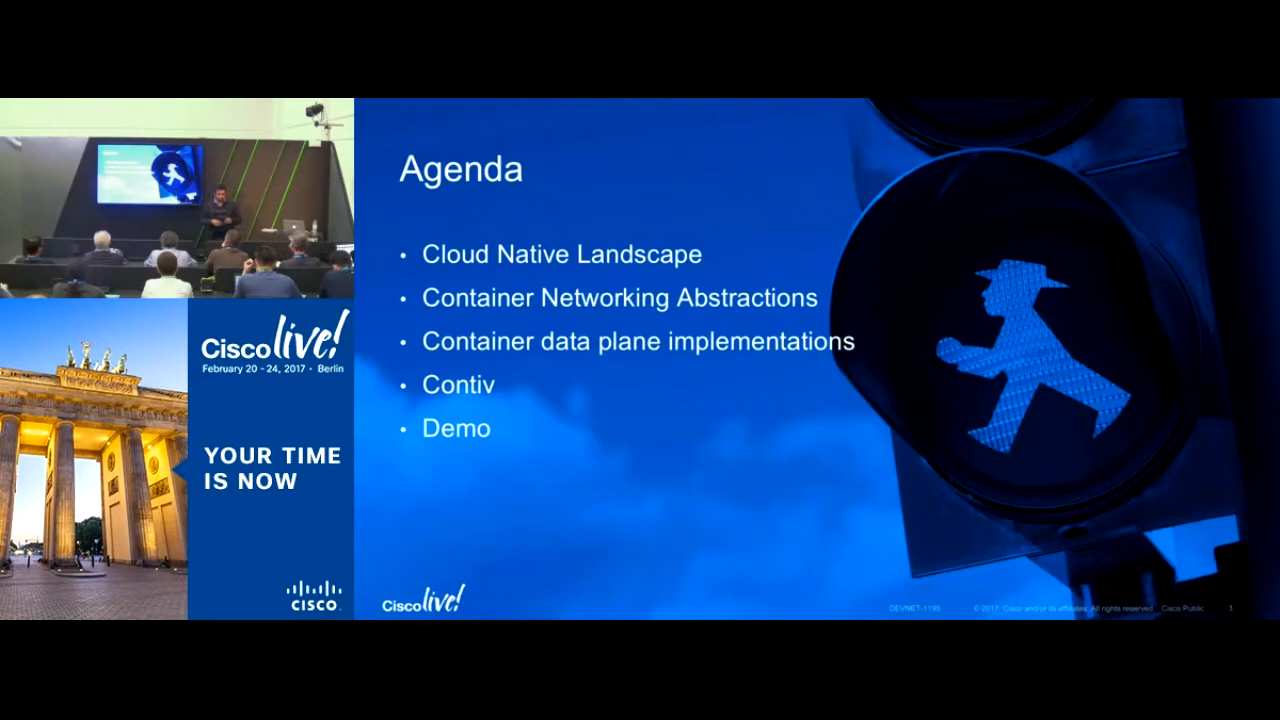 Agenda
• Cloud Native Landscape
• Container Networking Abstractions
• Container data plane implementations
• Contiv
• Demo
Cisco live!
February 20 - 24, 2017 • Berlin
YOUR TIME
IS NOW
CISCO
Cisco live!
DEVNET-1195 © 2017 Cisco and/or its affiliates. All rights reserved. Cisco Public 3